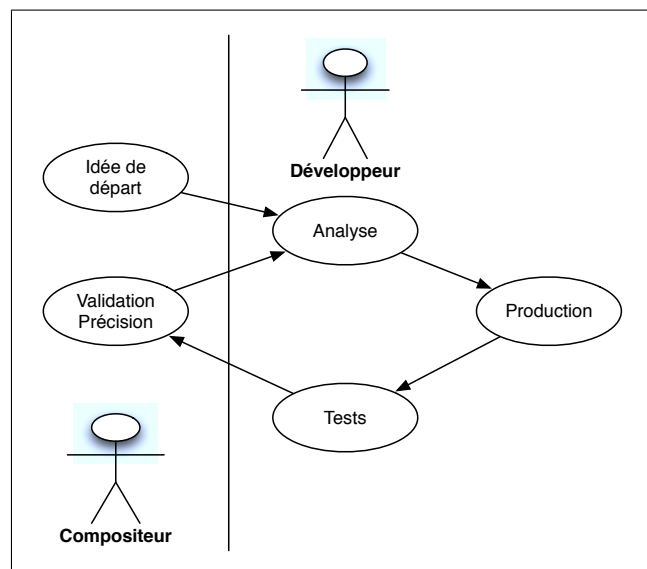 Développeur
Idée de
départ
Analyse
Validation
Précision
Production
Tests
Compositeur